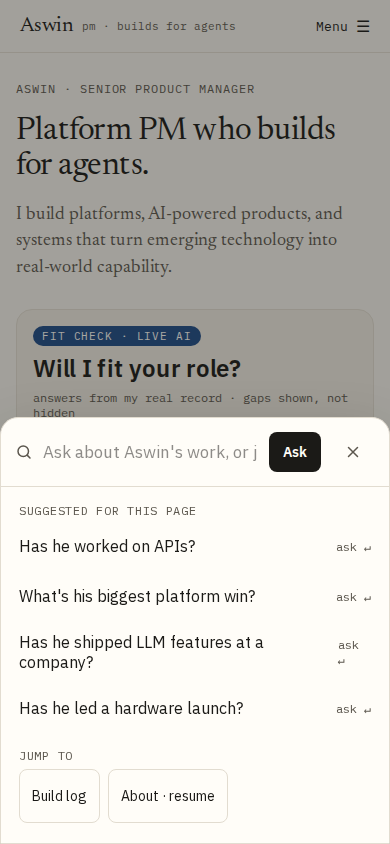 Aswin pm · builds for agents Menu ☰
ASWIN · SENIOR PRODUCT MANAGER
Platform PM who builds
for agents.
I build platforms, AI-powered products, and
systems that turn emerging technology into
real-world capability.
FIT CHECK · LIVE AI
Will I fit your role?
answers from my real record · gaps shown, not
hidden
Ask about Aswin's work, or j Ask ×
SUGGESTED FOR THIS PAGE
Has he worked on APIs? ask ↵
What's his biggest platform win? ask ↵
Has he shipped LLM features at a
company? ask ↵
Has he led a hardware launch? ask ↵
JUMP TO
Build log About · resume